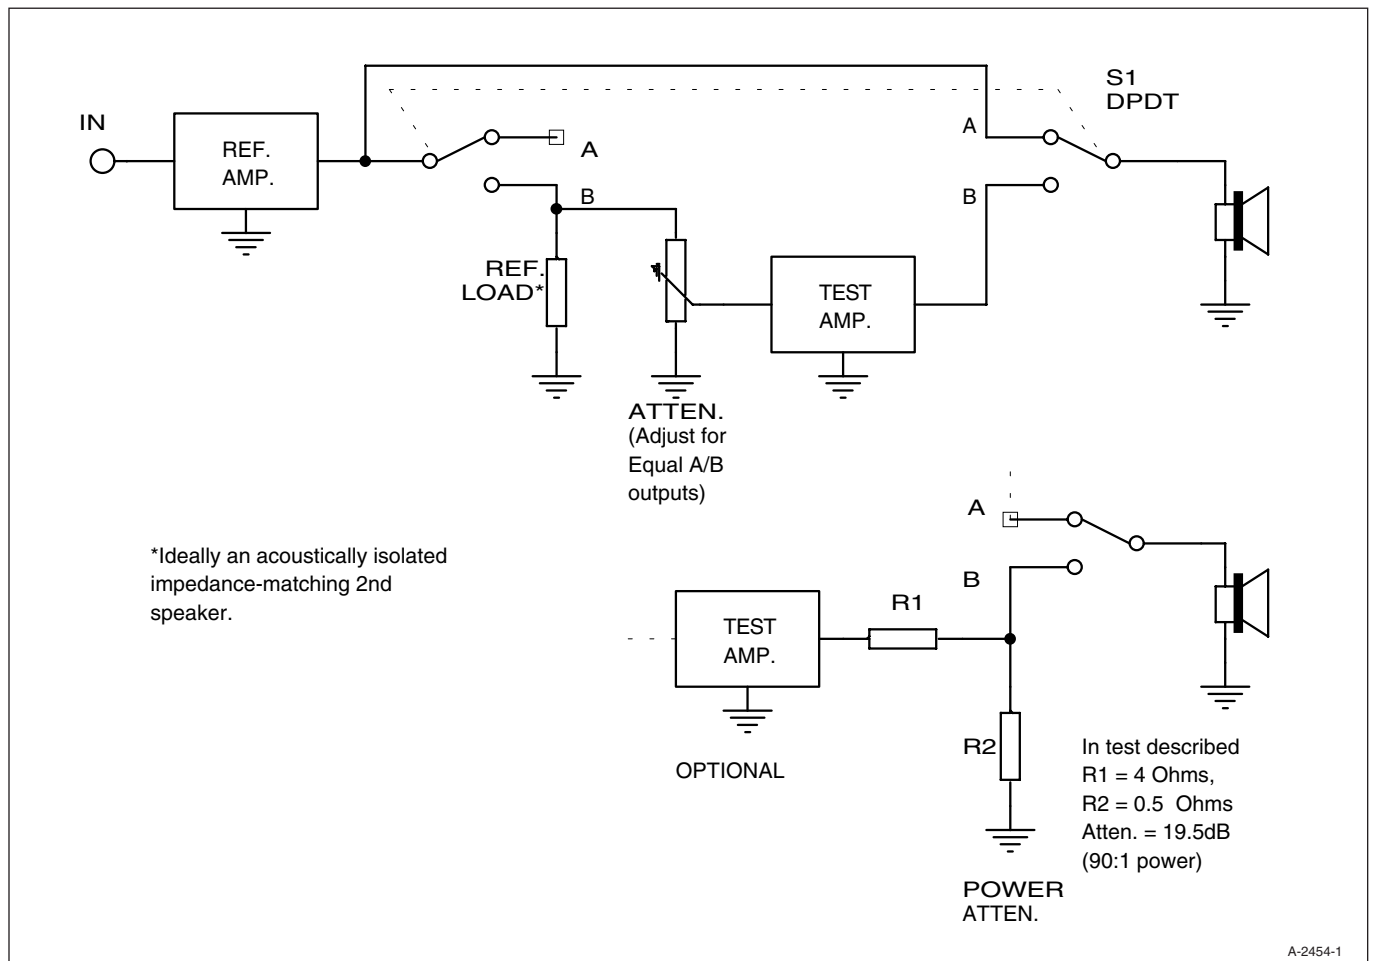 S1
DPDT
IN
REF.
AMP.
A
B
A
B
REF.
LOAD*
TEST
AMP.
ATTEN.
(Adjust for
Equal A/B
outputs)
*Ideally an acoustically isolated
impedance-matching 2nd
speaker.
A
B
R1
TEST
AMP.
OPTIONAL
R2
In test described
R1 = 4 Ohms,
R2 = 0.5 Ohms
Atten. = 19.5dB
(90:1 power)
POWER
ATTEN.
A-2454-1